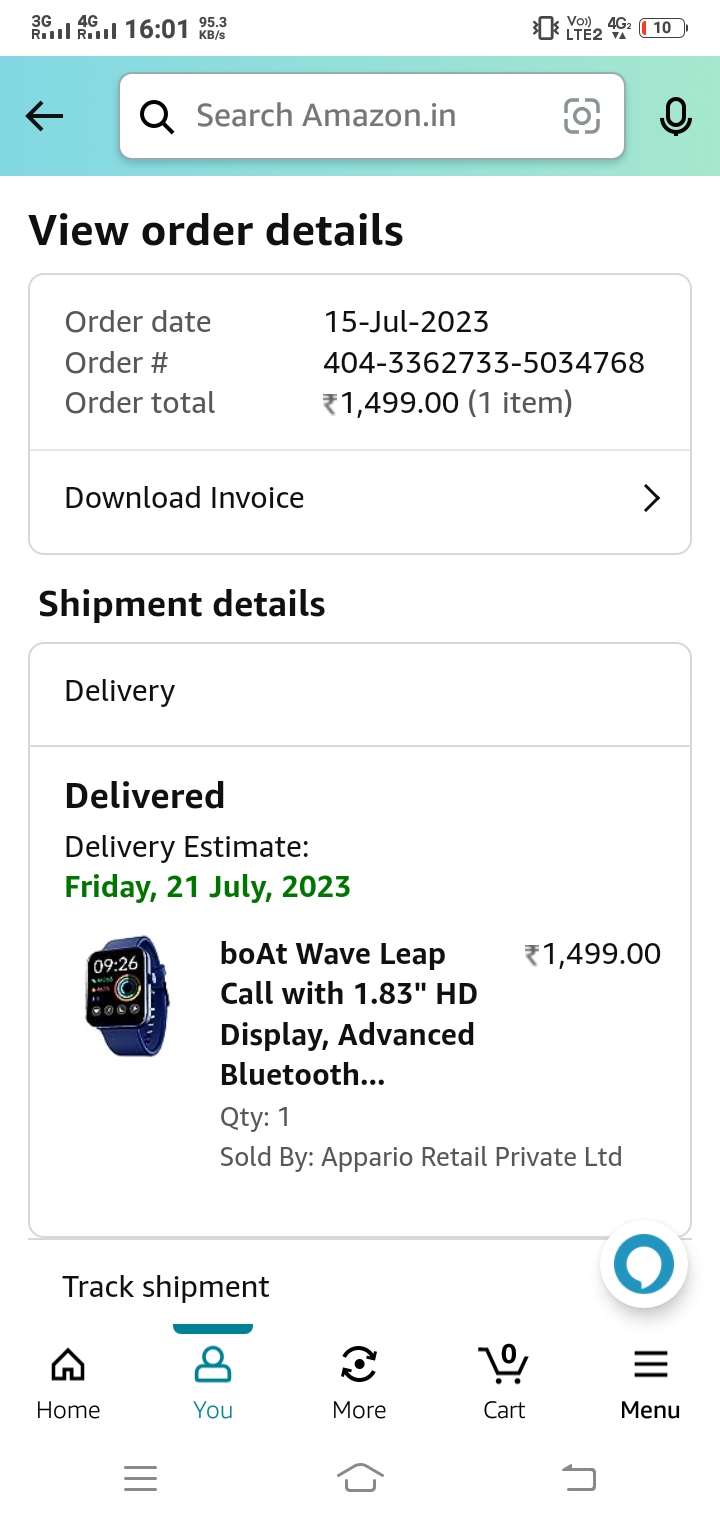 3G R 4G R 16:01 95.3 KB/s Vo)) LTE2 4G2 10
Search Amazon.in
View order details
Order date 15-Jul-2023
Order # 404-3362733-5034768
Order total ₹1,499.00 (1 item)
Download Invoice
Shipment details
Delivery
Delivered
Delivery Estimate:
Friday, 21 July, 2023
09:26
boAt Wave Leap ₹1,499.00
Call with 1.83" HD
Display, Advanced
Bluetooth...
Qty: 1
Sold By: Appario Retail Private Ltd
Track shipment
0
Home You More Cart Menu